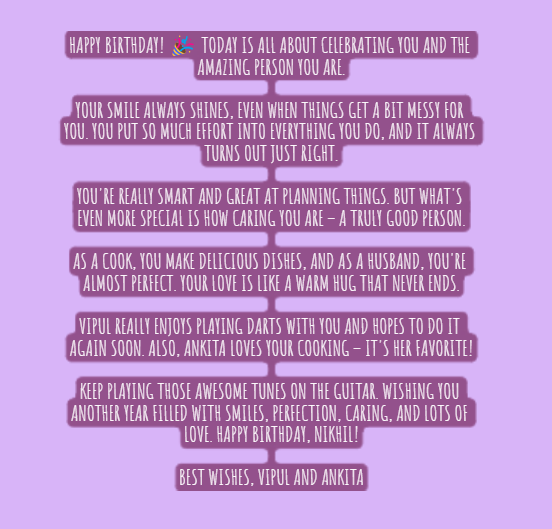 HAPPY BIRTHDAY! 🎉 TODAY IS ALL ABOUT CELEBRATING YOU AND THE
AMAZING PERSON YOU ARE.
YOUR SMILE ALWAYS SHINES, EVEN WHEN THINGS GET A BIT MESSY FOR
YOU. YOU PUT SO MUCH EFFORT INTO EVERYTHING YOU DO, AND IT ALWAYS
TURNS OUT JUST RIGHT.
YOU'RE REALLY SMART AND GREAT AT PLANNING THINGS. BUT WHAT'S
EVEN MORE SPECIAL IS HOW CARING YOU ARE – A TRULY GOOD PERSON.
AS A COOK, YOU MAKE DELICIOUS DISHES, AND AS A HUSBAND, YOU'RE
ALMOST PERFECT. YOUR LOVE IS LIKE A WARM HUG THAT NEVER ENDS.
VIPUL REALLY ENJOYS PLAYING DARTS WITH YOU AND HOPES TO DO IT
AGAIN SOON. ALSO, ANKITA LOVES YOUR COOKING – IT'S HER FAVORITE!
KEEP PLAYING THOSE AWESOME TUNES ON THE GUITAR. WISHING YOU
ANOTHER YEAR FILLED WITH SMILES, PERFECTION, CARING, AND LOTS OF
LOVE. HAPPY BIRTHDAY, NIKHIL!
BEST WISHES, VIPUL AND ANKITA